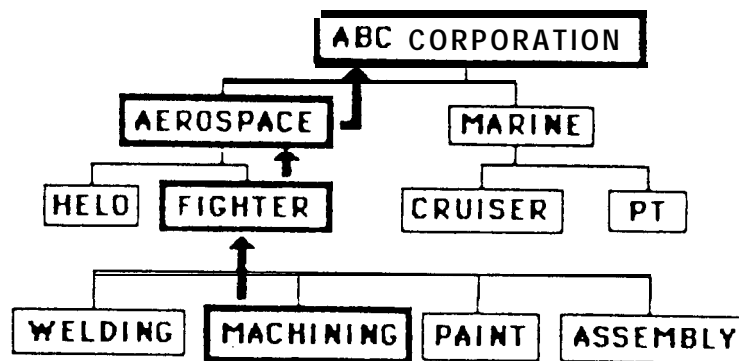 ABC CORPORATION
AEROSPACE MARINE
HELO FIGHTER CRUISER PT
WELDING MACHINING PAINT ASSEMBLY